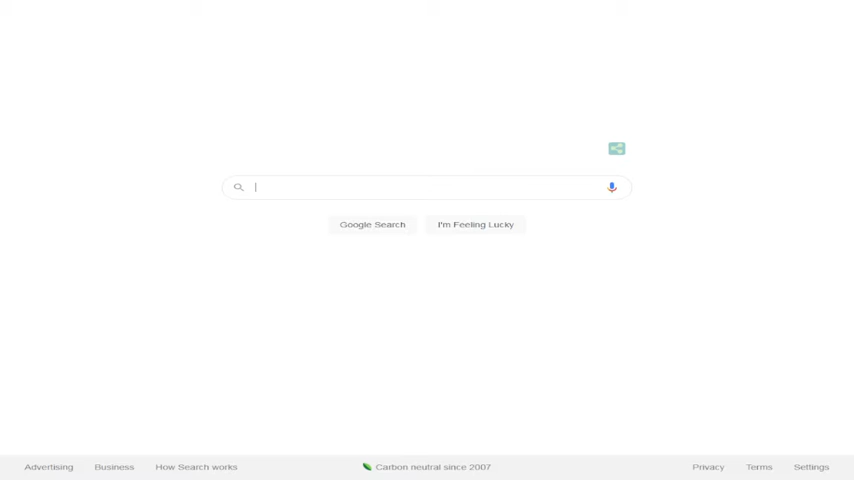 Google Search I'm Feeling Lucky
Advertising Business How Search works Carbon neutral since 2007 Privacy Terms Settings